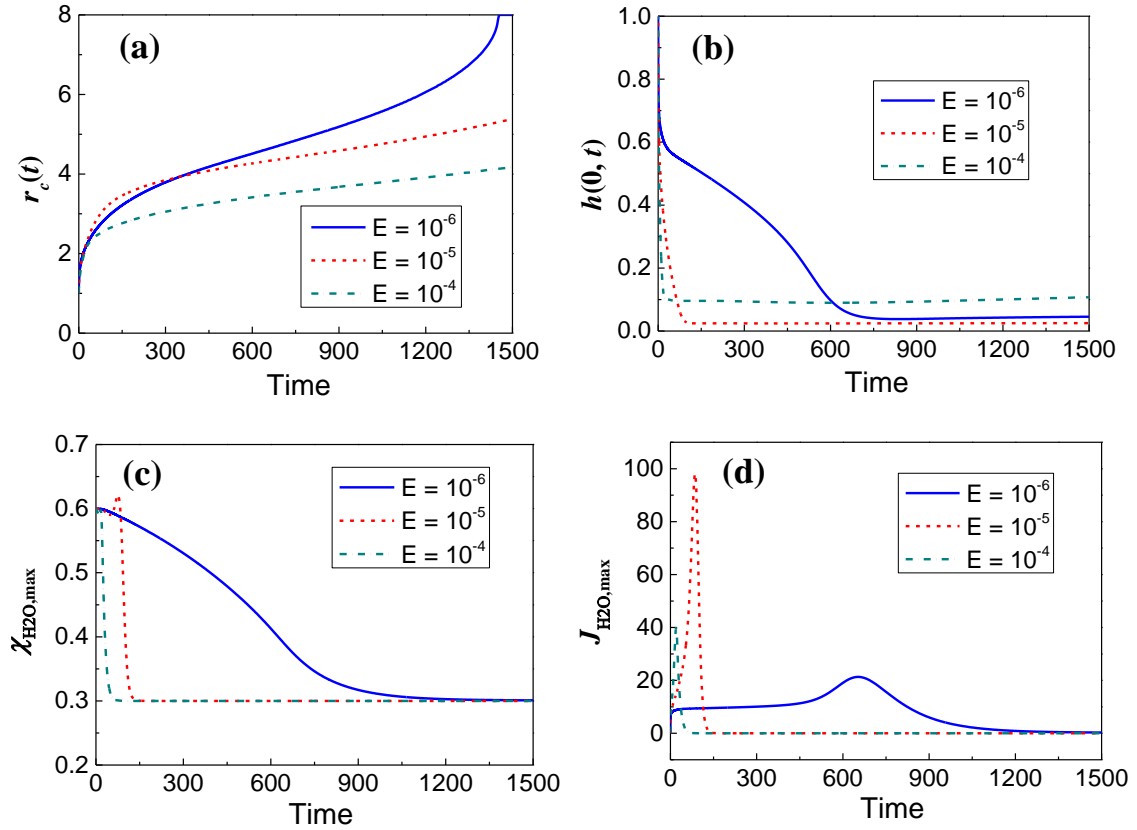 (a)
r_c(t)
8
6
4
2
0
E = 10^-6
E = 10^-5
E = 10^-4
0 300 600 900 1200 1500
Time
(b)
h(0, t)
1.0
0.8
0.6
0.4
0.2
0.0
E = 10^-6
E = 10^-5
E = 10^-4
0 300 600 900 1200 1500
Time
(c)
χ_H2O,max
0.7
0.6
0.5
0.4
0.3
0.2
E = 10^-6
E = 10^-5
E = 10^-4
0 300 600 900 1200 1500
Time
(d)
J_H2O,max
100
80
60
40
20
0
E = 10^-6
E = 10^-5
E = 10^-4
0 300 600 900 1200 1500
Time